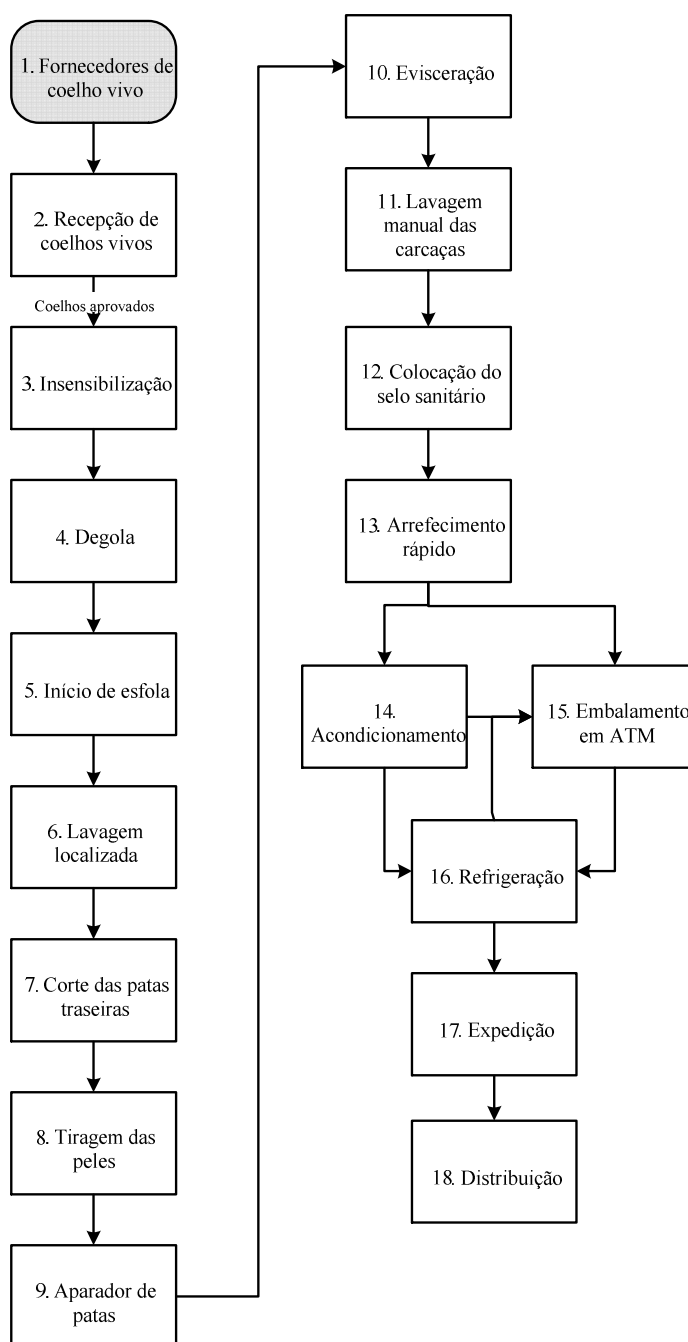 1. Fornecedores de
coelho vivo
2. Recepção de
coelhos vivos
Coelhos aprovados
3. Insensibilização
4. Degola
5. Início de esfola
6. Lavagem
localizada
7. Corte das patas
traseiras
8. Tiragem das
peles
9. Aparador de
patas
10. Evisceração
11. Lavagem
manual das
carcaças
12. Colocação do
selo sanitário
13. Arrefecimento
rápido
14.
Acondicionamento
15. Embalamento
em ATM
16. Refrigeração
17. Expedição
18. Distribuição